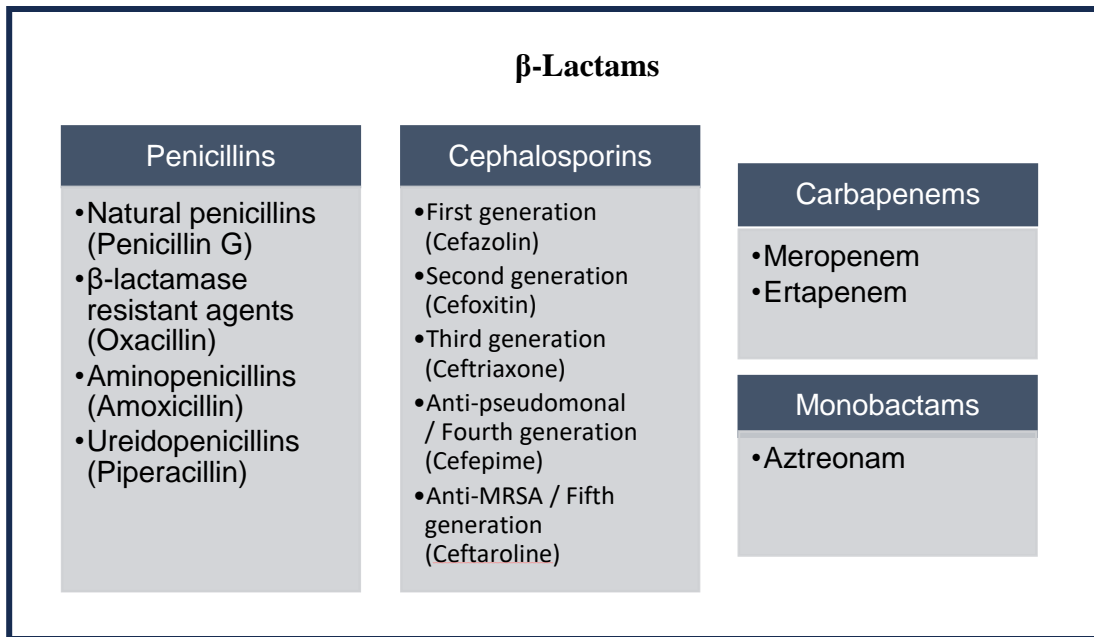 β-Lactams
Penicillins
•Natural penicillins
(Penicillin G)
•β-lactamase
resistant agents
(Oxacillin)
•Aminopenicillins
(Amoxicillin)
•Ureidopenicillins
(Piperacillin)
Cephalosporins
•First generation
(Cefazolin)
•Second generation
(Cefoxitin)
•Third generation
(Ceftriaxone)
•Anti-pseudomonal
/ Fourth generation
(Cefepime)
•Anti-MRSA / Fifth
generation
(Ceftaroline)
Carbapenems
•Meropenem
•Ertapenem
Monobactams
•Aztreonam